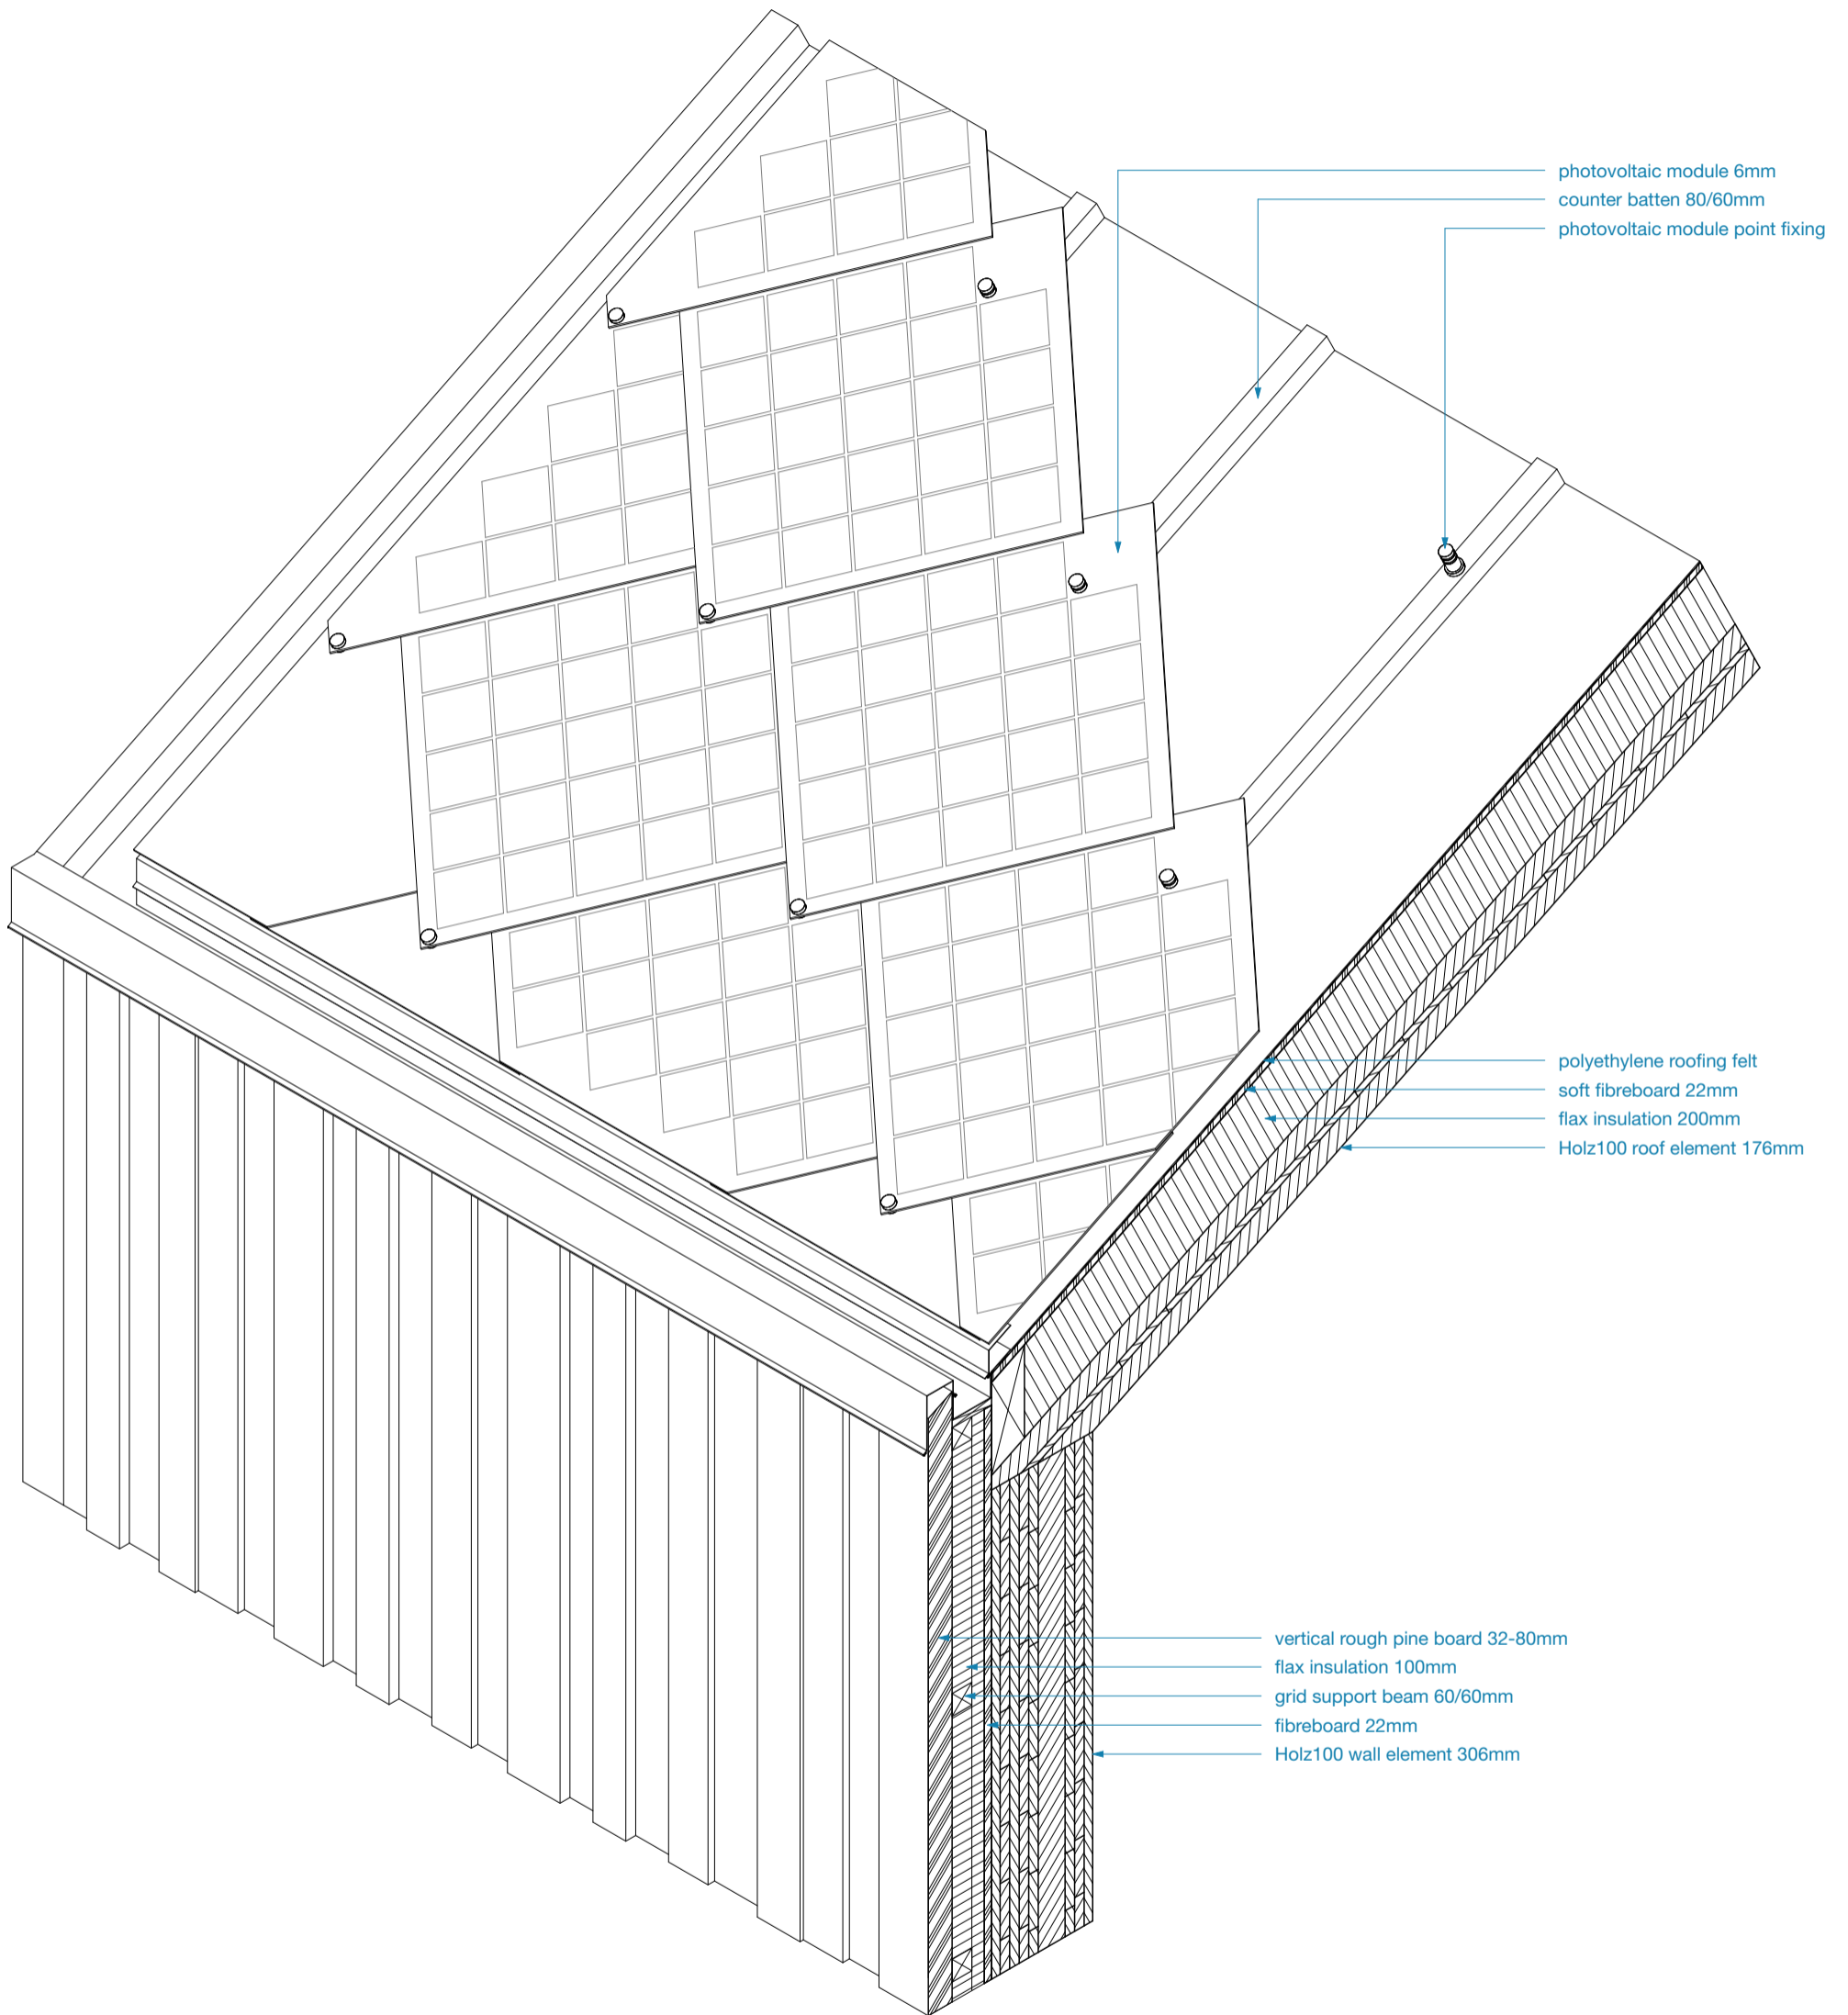 photovoltaic module 6mm
counter batten 80/60mm
photovoltaic module point fixing
polyethylene roofing felt
soft fibreboard 22mm
flax insulation 200mm
Holz100 roof element 176mm
vertical rough pine board 32-80mm
flax insulation 100mm
grid support beam 60/60mm
fibreboard 22mm
Holz100 wall element 306mm